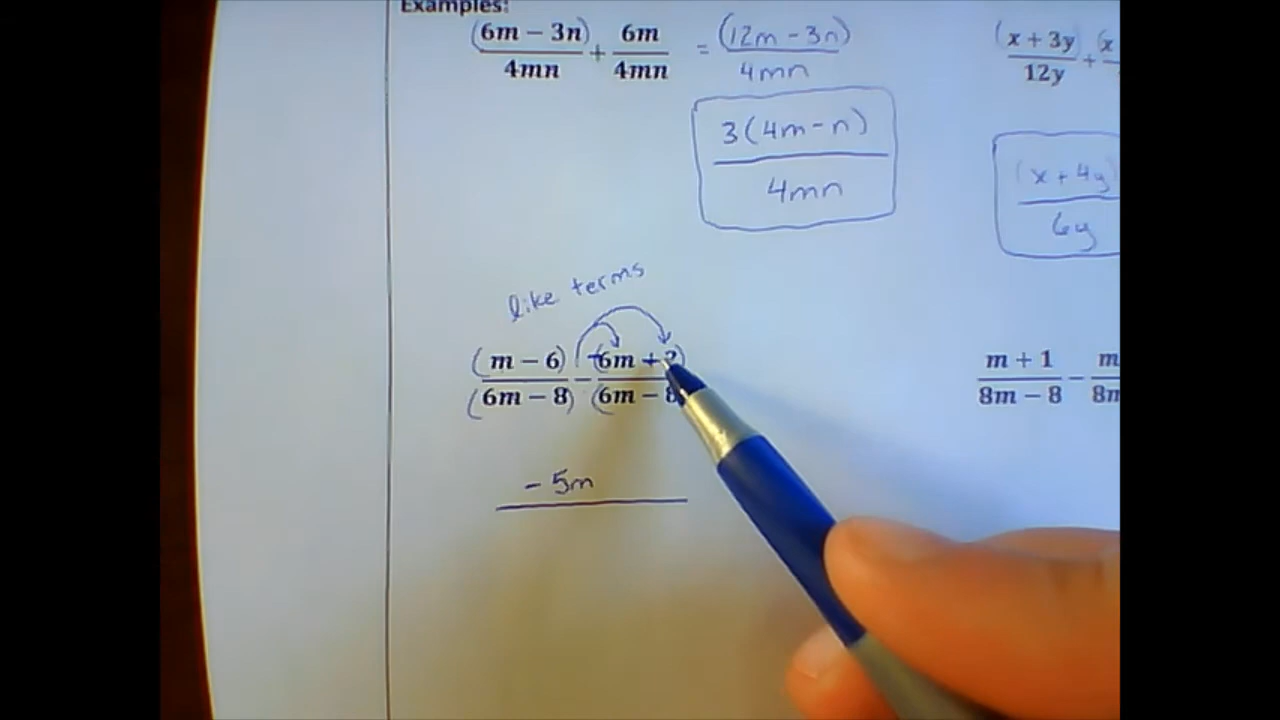 Examples:
(6m − 3n)/4mn + 6m/4mn = (12m − 3n)/4mn
3(4m − n)/4mn
(x + 3y)/12y + (x
(x + 4y)/6y
like terms
(m − 6)/(6m − 8) − (6m +
(6m − 8
− 5m
m + 1/8m − 8 − m/8m